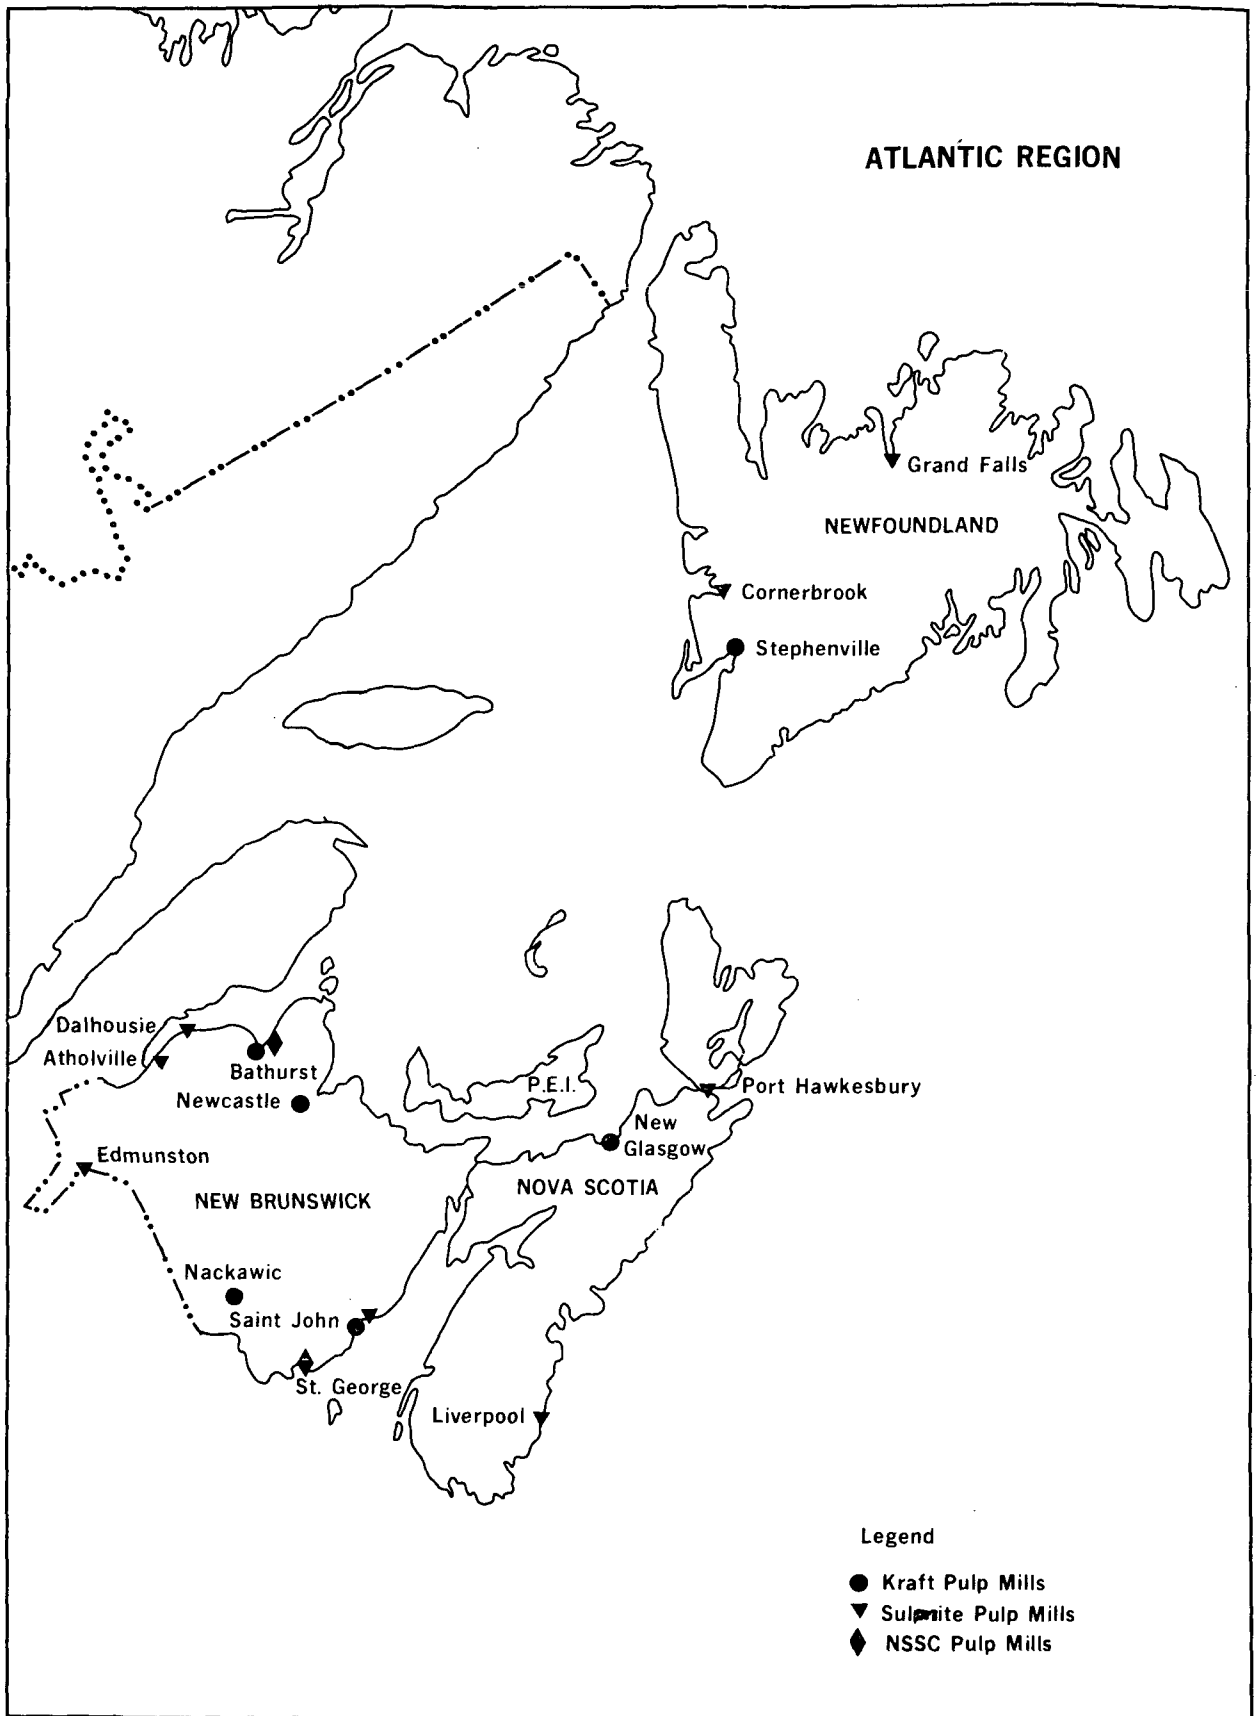 ATLANTIC REGION
Grand Falls
NEWFOUNDLAND
Cornerbrook
Stephenville
Dalhousie
Atholville
Bathurst
Newcastle
P.E.I.
Port Hawkesbury
New
Glasgow
Edmunston
NEW BRUNSWICK
NOVA SCOTIA
Nackawic
Saint John
St. George
Liverpool
Legend
Kraft Pulp Mills
Pulp Mills
NSSC Pulp Mills